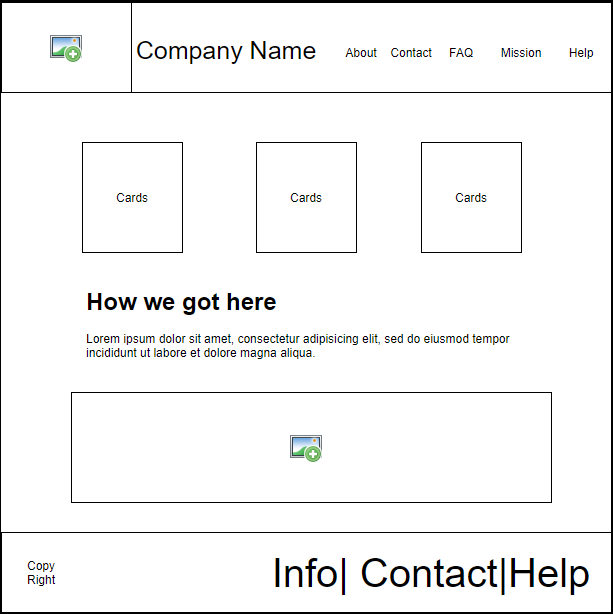 Company Name
About Contact FAQ Mission Help
Cards Cards Cards
How we got here
Lorem ipsum dolor sit amet, consectetur adipisicing elit, sed do eiusmod tempor
incididunt ut labore et dolore magna aliqua.
Copy
Right
Info| Contact|Help